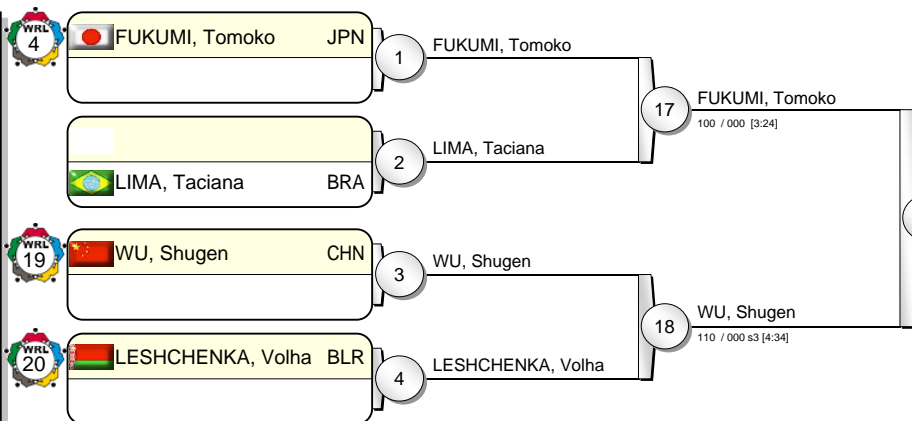 WRL
4
FUKUMI, Tomoko JPN
1
FUKUMI, Tomoko
17
FUKUMI, Tomoko
100 / 000 [3:24]
2
LIMA, Taciana
LIMA, Taciana BRA
WRL
19
WU, Shugen CHN
3
WU, Shugen
18
WU, Shugen
110 / 000 s3 [4:34]
WRL
20
LESHCHENKA, Volha BLR
4
LESHCHENKA, Volha